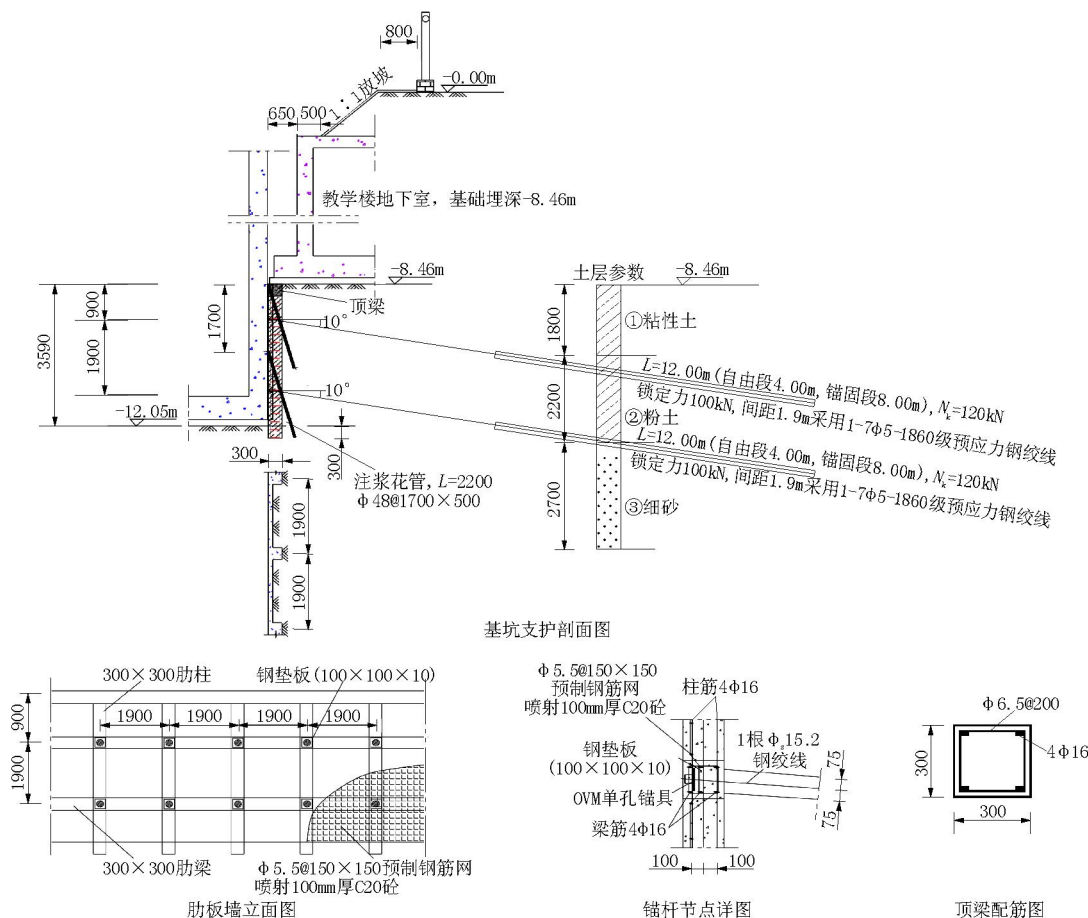 800
-0.00m
1∶1放坡
650
500
教学楼地下室，基础埋深-8.46m
-8.46m
土层参数
-8.46m
900
1700
顶梁
10°
1800
①粘性土
3590
1900
10°
2200
L=12.00m(自由段4.00m,锚固段8.00m),Nk=120kN
锁定力100kN,间距1.9m采用1-7φ5-1860级预应力钢绞线
②粉土
-12.05m
L=12.00m(自由段4.00m,锚固段8.00m),Nk=120kN
锁定力100kN,间距1.9m采用1-7φ5-1860级预应力钢绞线
300
300
注浆花管, L=2200
φ48@1700×500
2700
③细砂
1900
1900
基坑支护剖面图
300×300肋柱
钢垫板(100×100×10)
900
1900
1900
1900
1900
1900
300×300肋梁
φ5.5@150×150预制钢筋网
喷射100mm厚C20砼
肋板墙立面图
φ5.5@150×150
预制钢筋网
喷射100mm厚C20砼
柱筋4φ16
钢垫板
(100×100×10)
1根φs15.2
钢绞线
75
75
OVM单孔锚具
梁筋4φ16
100
100
锚杆节点详图
φ6.5@200
4φ16
300
300
顶梁配筋图